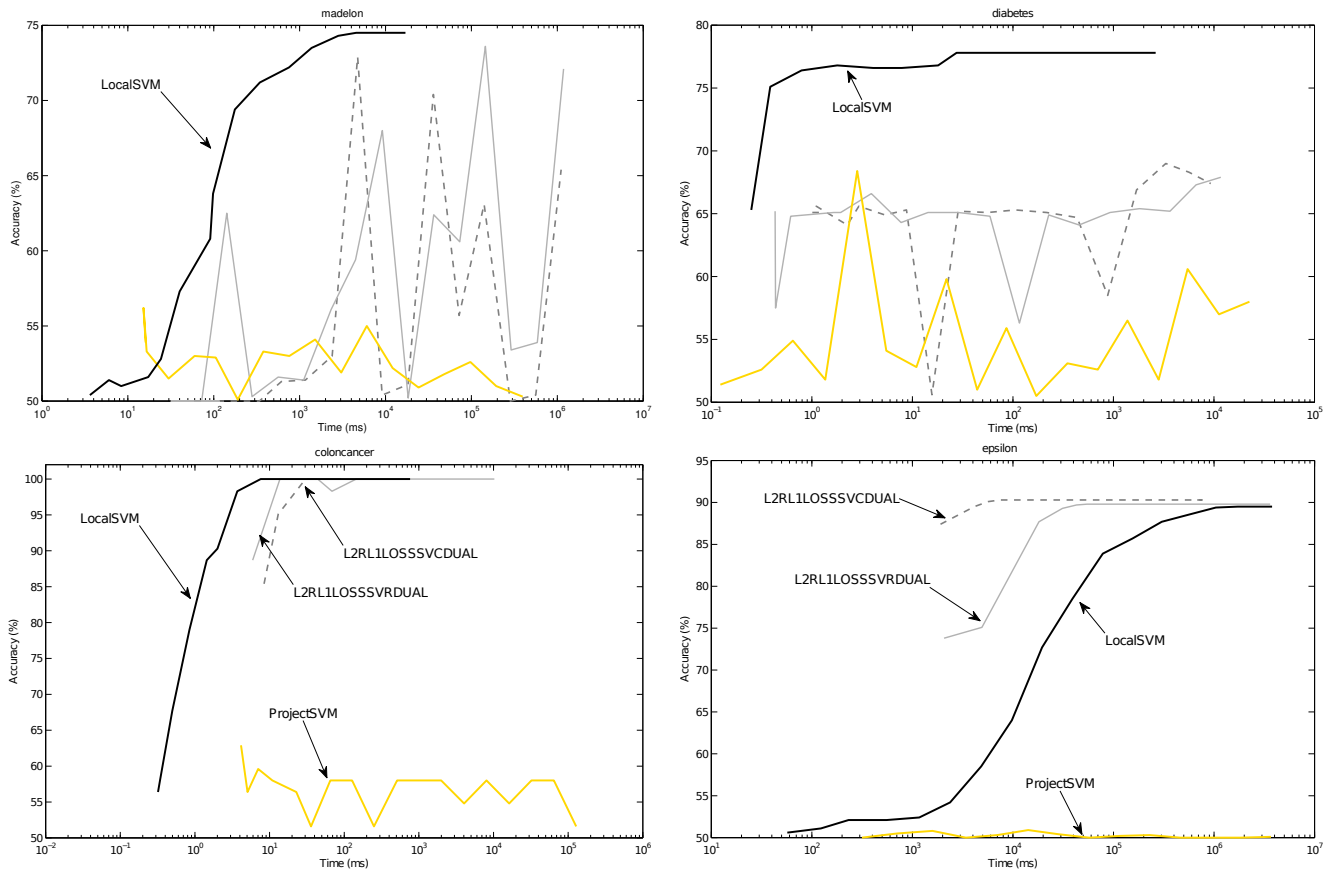 madelon
75
70
65
60
55
50
Accuracy (%)
LocalSVM
10^0
10^1
10^2
10^3
10^4
10^5
10^6
10^7
Time (ms)
diabetes
80
75
70
65
60
55
50
Accuracy (%)
LocalSVM
10^-1
10^0
10^1
10^2
10^3
10^4
10^5
Time (ms)
coloncancer
100
95
90
85
80
75
70
65
60
55
50
Accuracy (%)
LocalSVM
L2RL1LOSSSVCDUAL
L2RL1LOSSSVRDUAL
ProjectSVM
10^-2
10^-1
10^0
10^1
10^2
10^3
10^4
10^5
10^6
Time (ms)
epsilon
95
90
85
80
75
70
65
60
55
50
Accuracy (%)
L2RL1LOSSSVCDUAL
L2RL1LOSSSVRDUAL
LocalSVM
ProjectSVM
10^1
10^2
10^3
10^4
10^5
10^6
10^7
Time (ms)